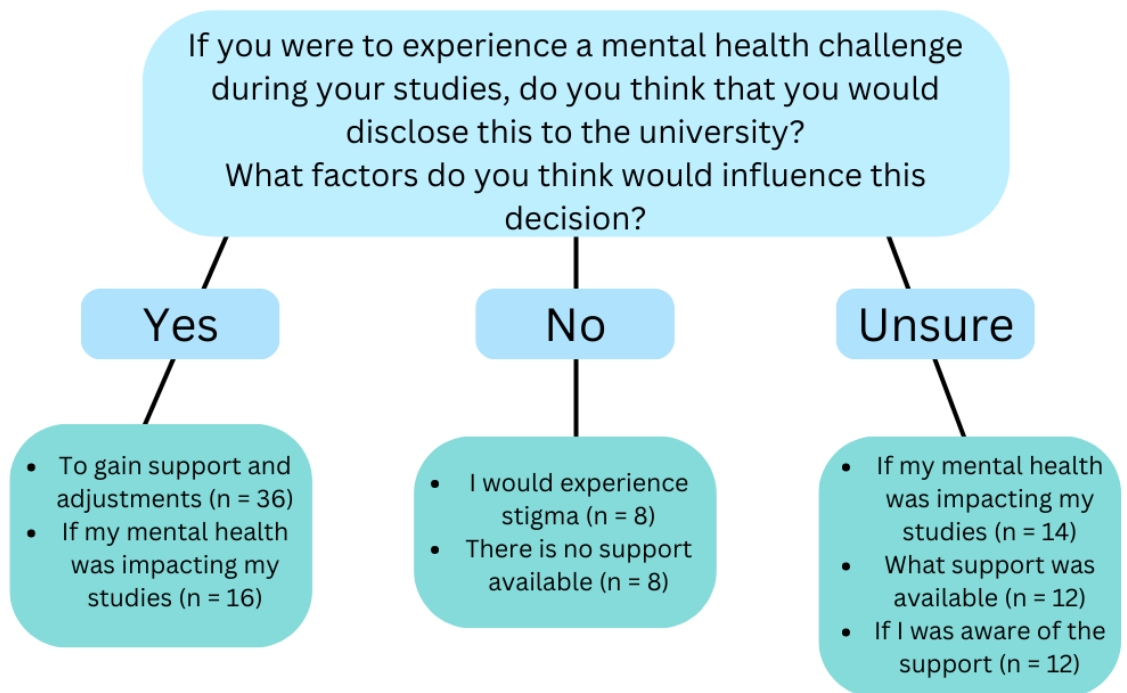 If you were to experience a mental health challenge
during your studies, do you think that you would
disclose this to the university?
What factors do you think would influence this
decision?
Yes
No
Unsure
• To gain support and
adjustments (n = 36)
• If my mental health
was impacting my
studies (n = 16)
• I would experience
stigma (n = 8)
• There is no support
available (n = 8)
• If my mental health
was impacting my
studies (n = 14)
• What support was
available (n = 12)
• If I was aware of the
support (n = 12)